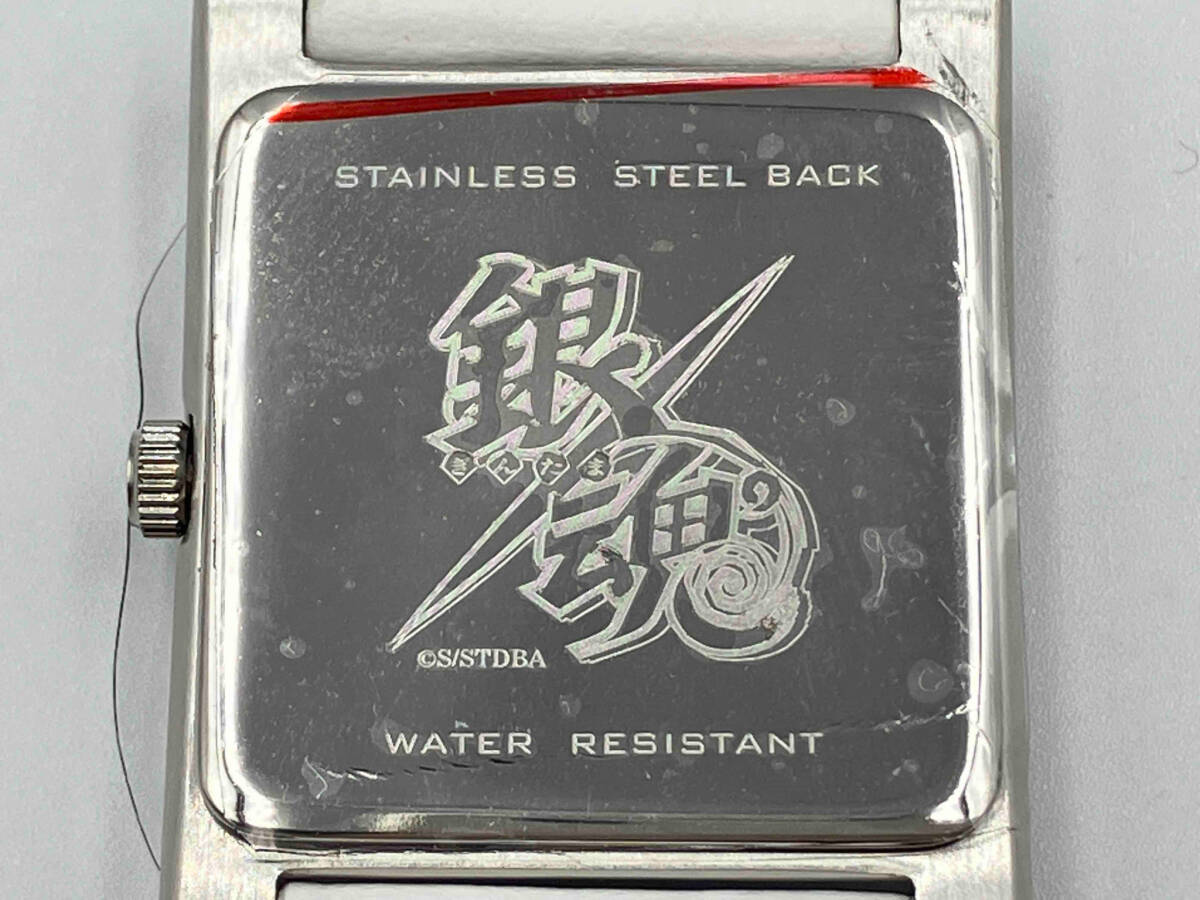 STAINLESS STEEL BACK
銀
ぎんたま
魂
©S/STDBA
WATER RESISTANT